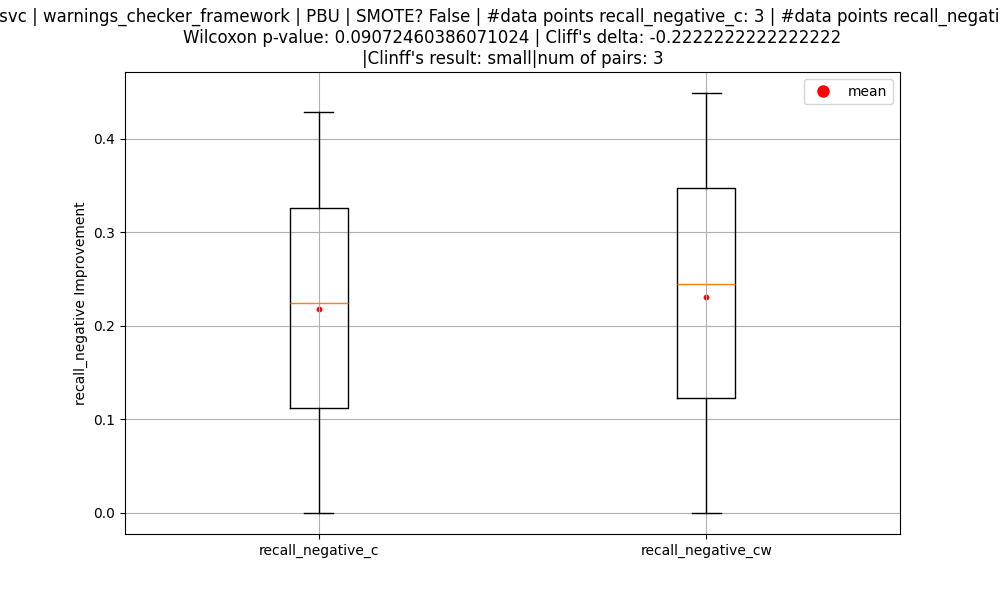 svc | warnings_checker_framework | PBU | SMOTE? False | #data points recall_negative_c: 3 | #data points recall_negati
Wilcoxon p-value: 0.09072460386071024 | Cliff's delta: -0.2222222222222222
|Clinff's result: small|num of pairs: 3
mean
recall_negative Improvement
0.4
0.3
0.2
0.1
0.0
recall_negative_c
recall_negative_cw